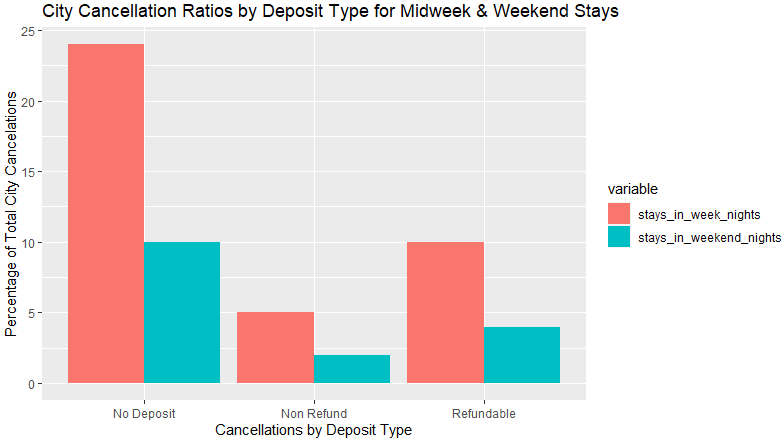 City Cancellation Ratios by Deposit Type for Midweek & Weekend Stays
Percentage of Total City Cancelations
25
20
15
10
5
0
No Deposit
Non Refund
Refundable
Cancellations by Deposit Type
variable
stays_in_week_nights
stays_in_weekend_nights